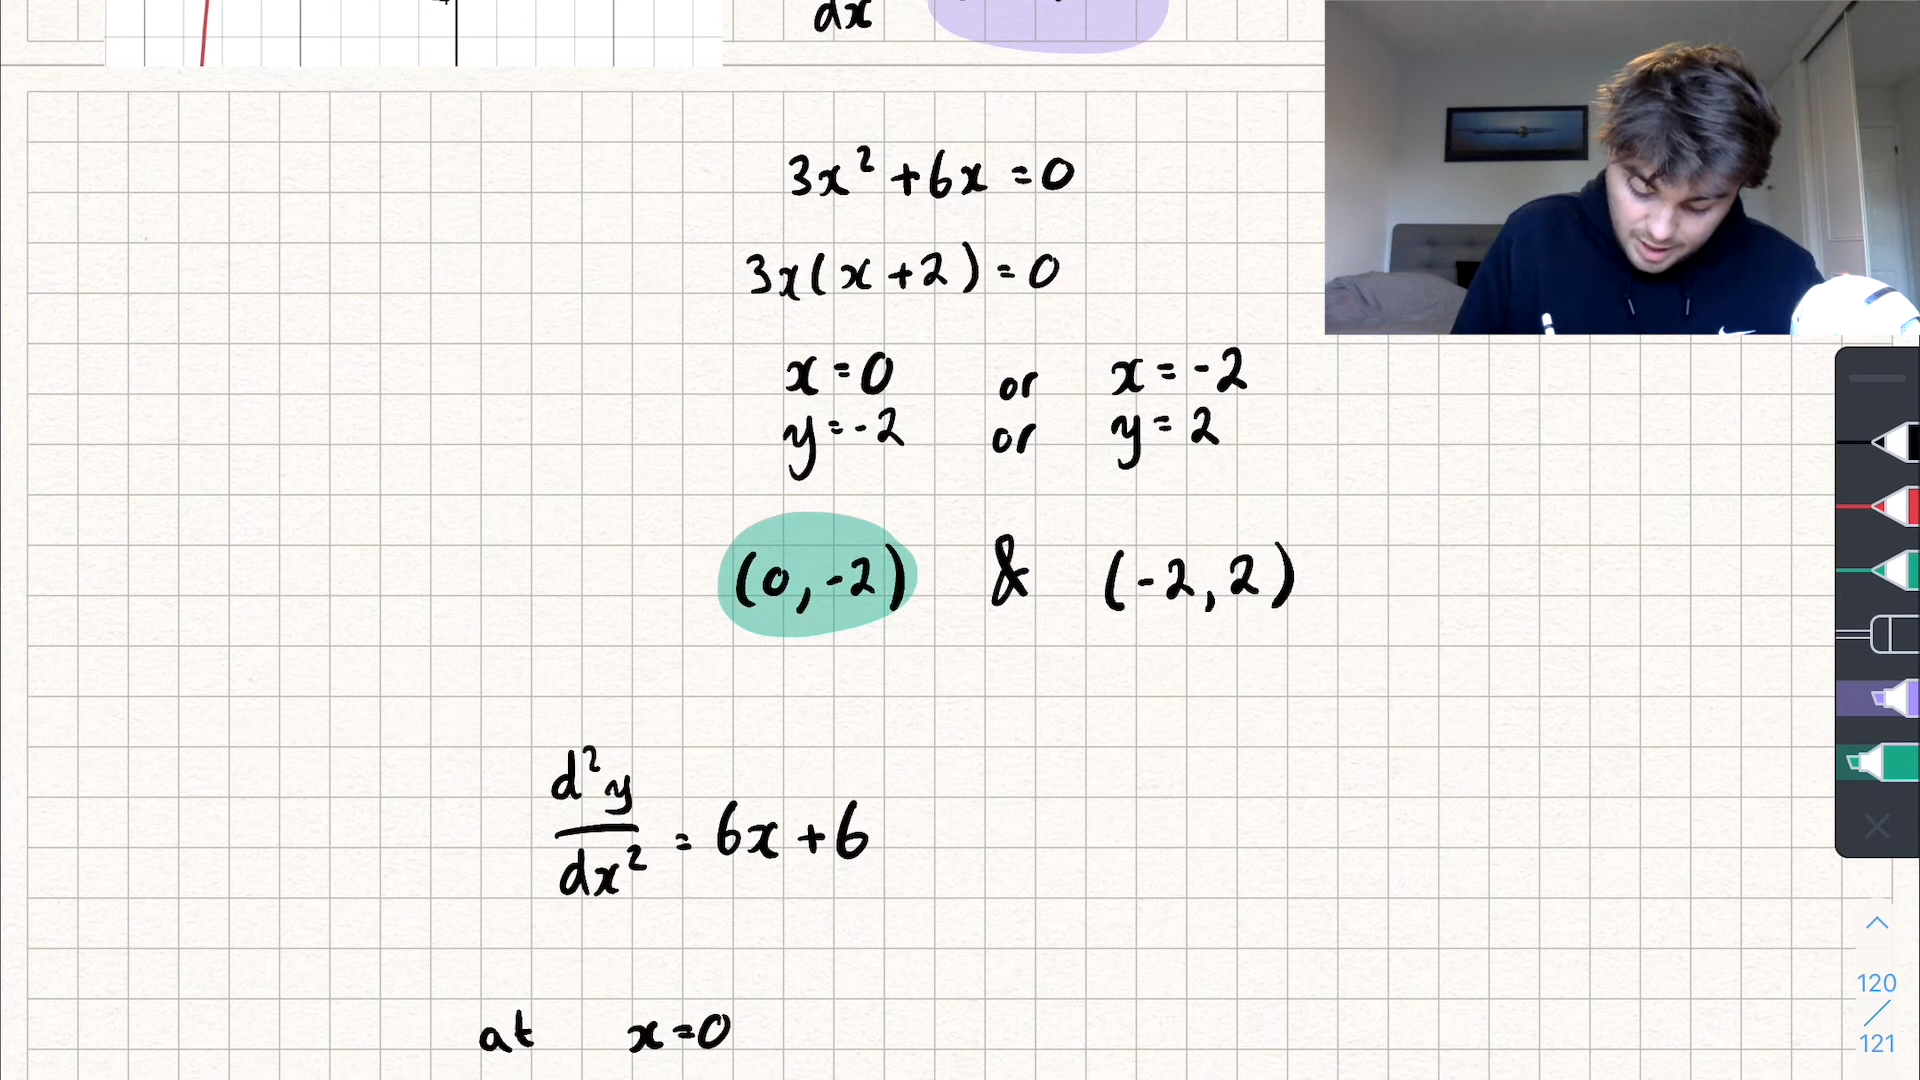 dx
3x² + 6x = 0
3x(x + 2) = 0
x = 0 or x = -2
y = -2 or y = 2
(0, -2) & (-2, 2)
d²y
dx² = 6x + 6
at x = 0
120
/
121